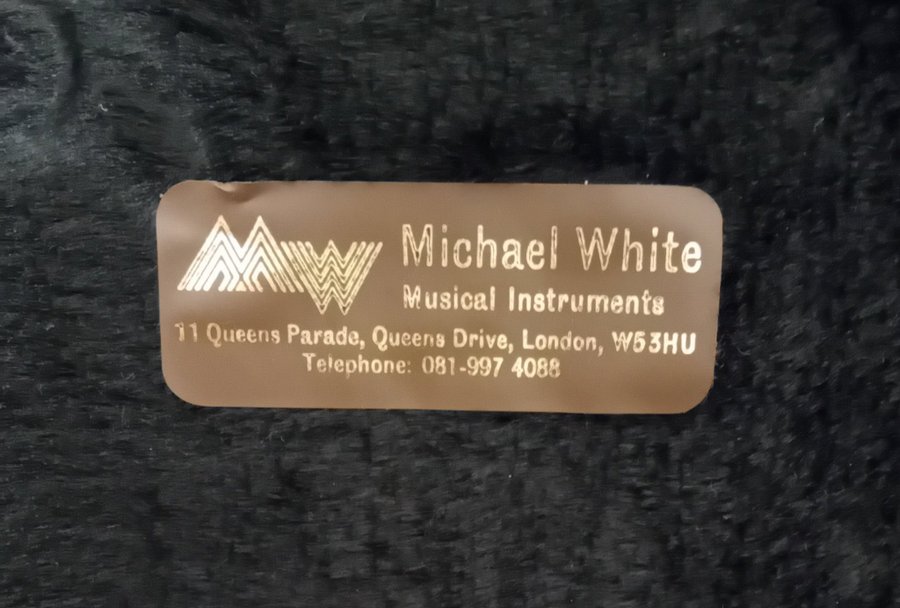 MW
Michael White
Musical Instruments
11 Queens Parade, Queens Drive, London, W53HU
Telephone: 081-997 4088